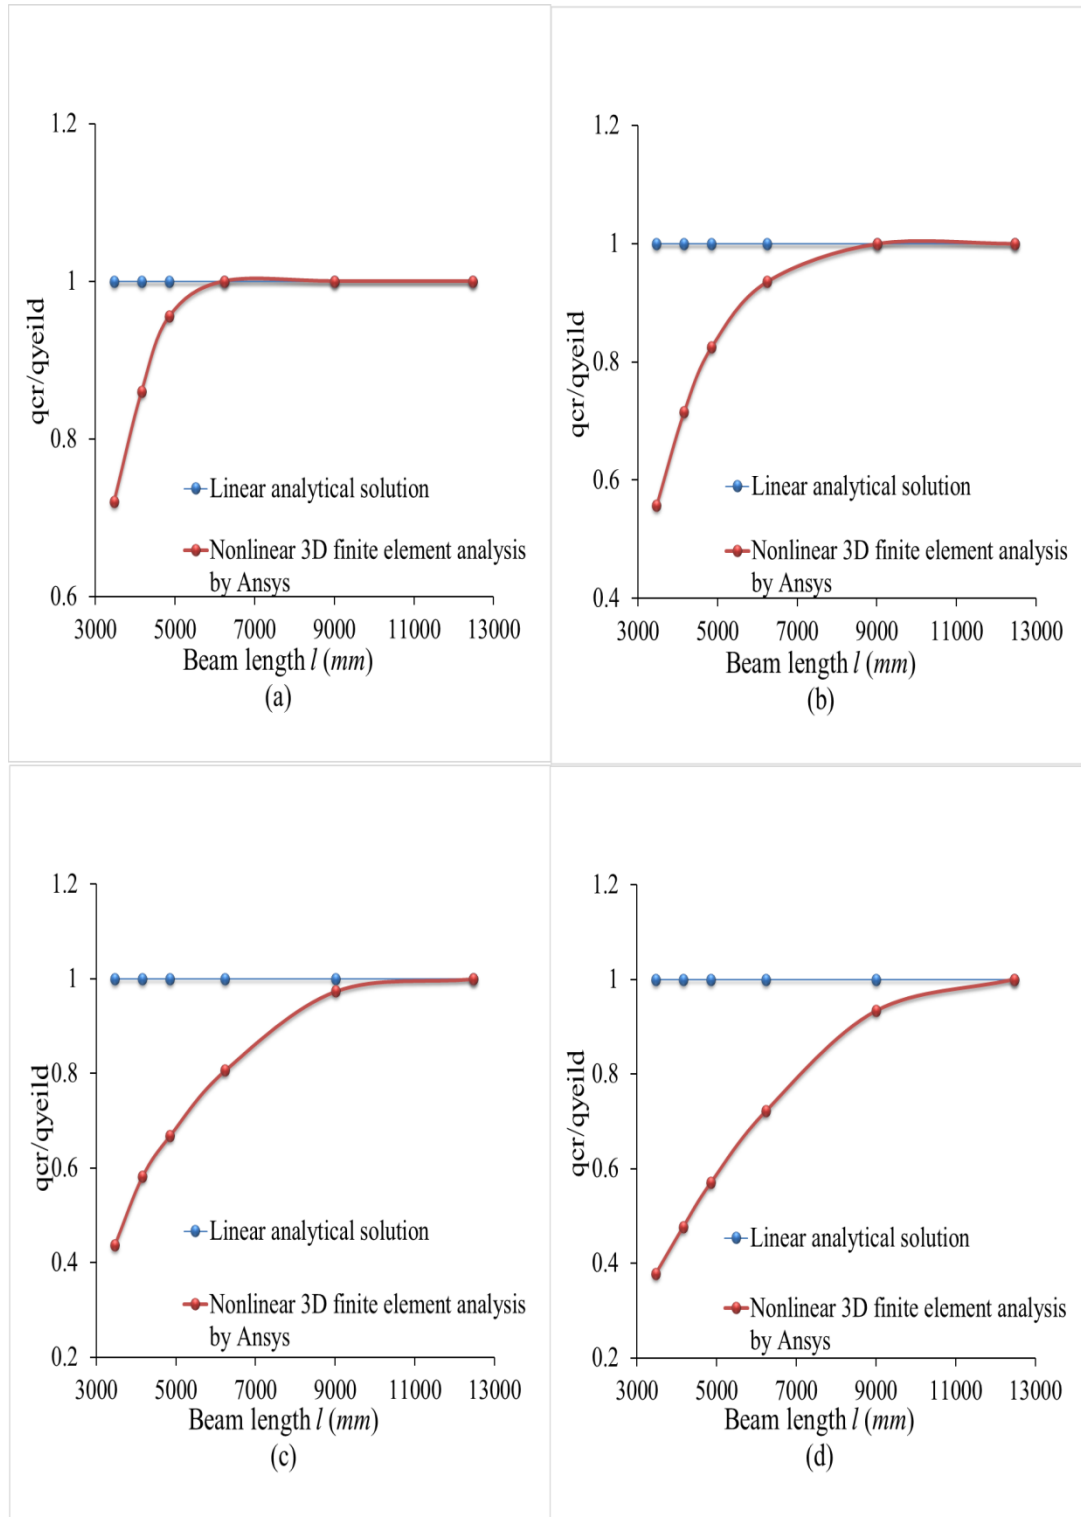 1.2
1
0.8
0.6
qcr/qyeild
Linear analytical solution
Nonlinear 3D finite element analysis
by Ansys
3000 5000 7000 9000 11000 13000
Beam length l (mm)
(a)
1.2
1
0.8
0.6
0.4
qcr/qyeild
Linear analytical solution
Nonlinear 3D finite element analysis
by Ansys
3000 5000 7000 9000 11000 13000
Beam length l (mm)
(b)
1.2
1
0.8
0.6
0.4
0.2
qcr/qyeild
Linear analytical solution
Nonlinear 3D finite element analysis
by Ansys
3000 5000 7000 9000 11000 13000
Beam length l (mm)
(c)
1.2
1
0.8
0.6
0.4
0.2
qcr/qyeild
Linear analytical solution
Nonlinear 3D finite element analysis
by Ansys
3000 5000 7000 9000 11000 13000
Beam length l (mm)
(d)